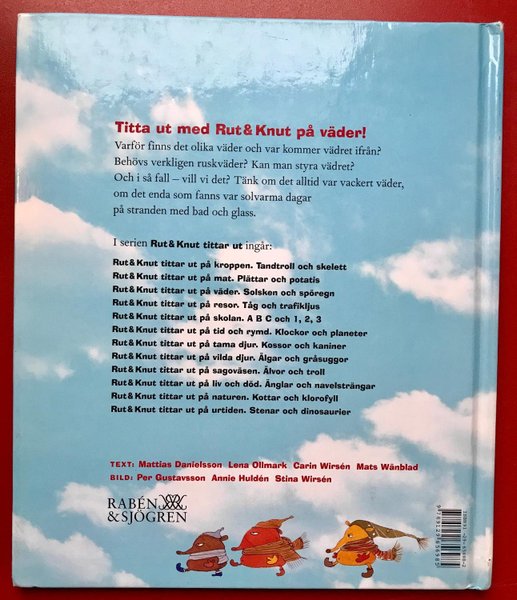 Titta ut med Rut & Knut på väder!
Varför finns det olika väder och var kommer vädret ifrån?
Behövs verkligen ruskväder? Kan man styra vädret?
Och i så fall – vill vi det? Tänk om det alltid var vackert väder,
om det enda som fanns var solvarma dagar
på stranden med bad och glass.
I serien Rut & Knut tittar ut ingår:
Rut & Knut tittar ut på kroppen. Tandtroll och skelett
Rut & Knut tittar ut på mat. Plättar och potatis
Rut & Knut tittar ut på väder. Solsken och spöregn
Rut & Knut tittar ut på resor. Tåg och trafikljus
Rut & Knut tittar ut på skolan. A B C och 1, 2, 3
Rut & Knut tittar ut på tid och rymd. Klockor och planeter
Rut & Knut tittar ut på tama djur. Kossor och kaniner
Rut & Knut tittar ut på vilda djur. Älgar och gråsuggor
Rut & Knut tittar ut på sagoväsen. Älvor och troll
Rut & Knut tittar ut på liv och död. Änglar och navelsträngar
Rut & Knut tittar ut på naturen. Kottar och klorofyll
Rut & Knut tittar ut på urtiden. Stenar och dinosaurier
TEXT: Mattias Danielsson Lena Ollmark Carin Wirsén Mats Wänblad
BILD: Per Gustavsson Annie Huldén Stina Wirsén
RABÉN
& SJÖGREN